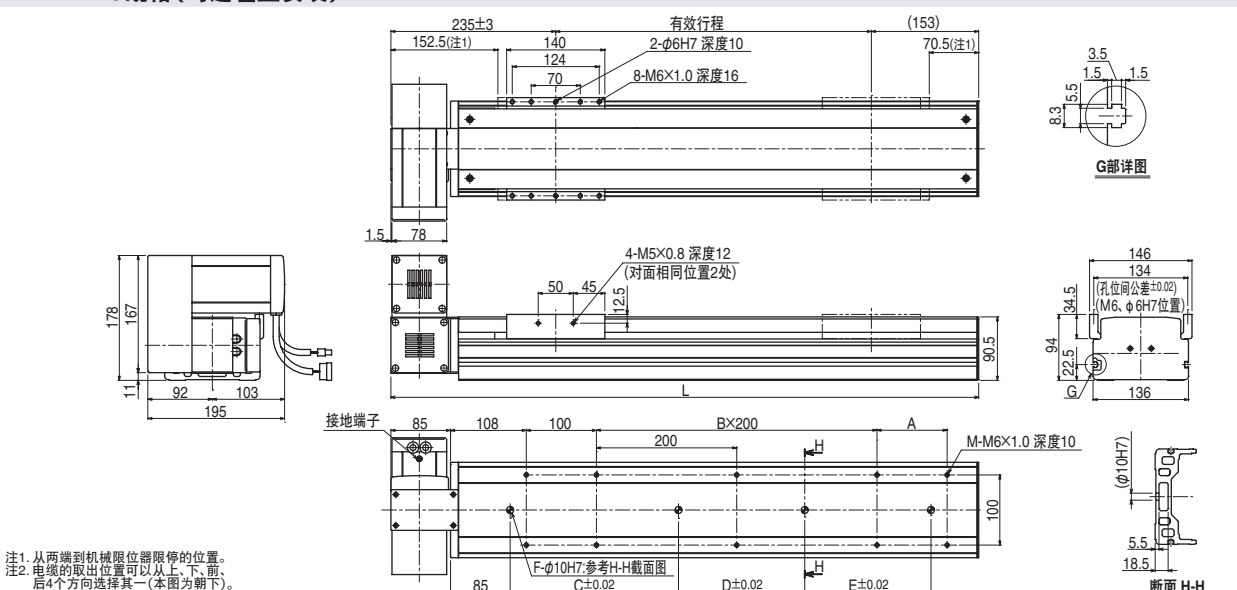 235±3
有效行程
(153)
152.5(注1)
140
2-φ6H7 深度10
70.5(注1)
124
70
8-M6×1.0 深度16
3.5
1.5
1.5
5.5
8.3
G部详图
1.5
78
4-M5×0.8 深度12
(对面相同位置2处)
50
45
12.5
178
167
11
92
103
195
90.5
L
146
134
(孔位间公差±0.02)
(M6、φ6H7位置)
34.5
94
22.5
G
136
接地端子
85
108
100
B×200
A
200
H
M-M6×1.0 深度10
100
(φ10H7)
F-φ10H7:参考H-H截面图
H
85
C±0.02
D±0.02
E±0.02
5.5
18.5
断面 H-H
注1. 从两端到机械限位器限停的位置。
注2. 电缆的取出位置可以从上、下、前、
后4个方向选择其一(本图为朝下)。